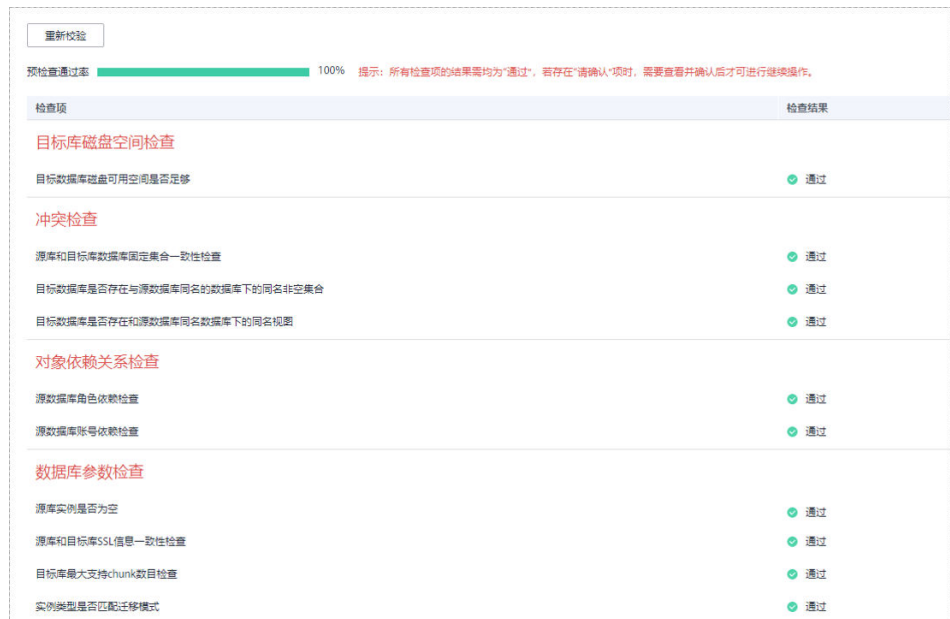 重新校验
预检查通过率 100% 提示：所有检查项的结果需均为"通过"，若存在"请确认"项时，需要查看并确认后才可进行继续操作。
检查项 检查结果
目标库磁盘空间检查
目标数据库磁盘可用空间是否足够 通过
冲突检查
源库和目标库数据库固定集合一致性检查 通过
目标数据库是否存在与源数据库同名的数据库下的同名非空集合 通过
目标数据库是否存在和源数据库同名数据库下的同名视图 通过
对象依赖关系检查
源数据库角色依赖检查 通过
源数据库账号依赖检查 通过
数据库参数检查
源库实例是否为空 通过
源库和目标库SSL信息一致性检查 通过
目标库最大支持chunk数目检查 通过
实例类型是否匹配迁移模式 通过